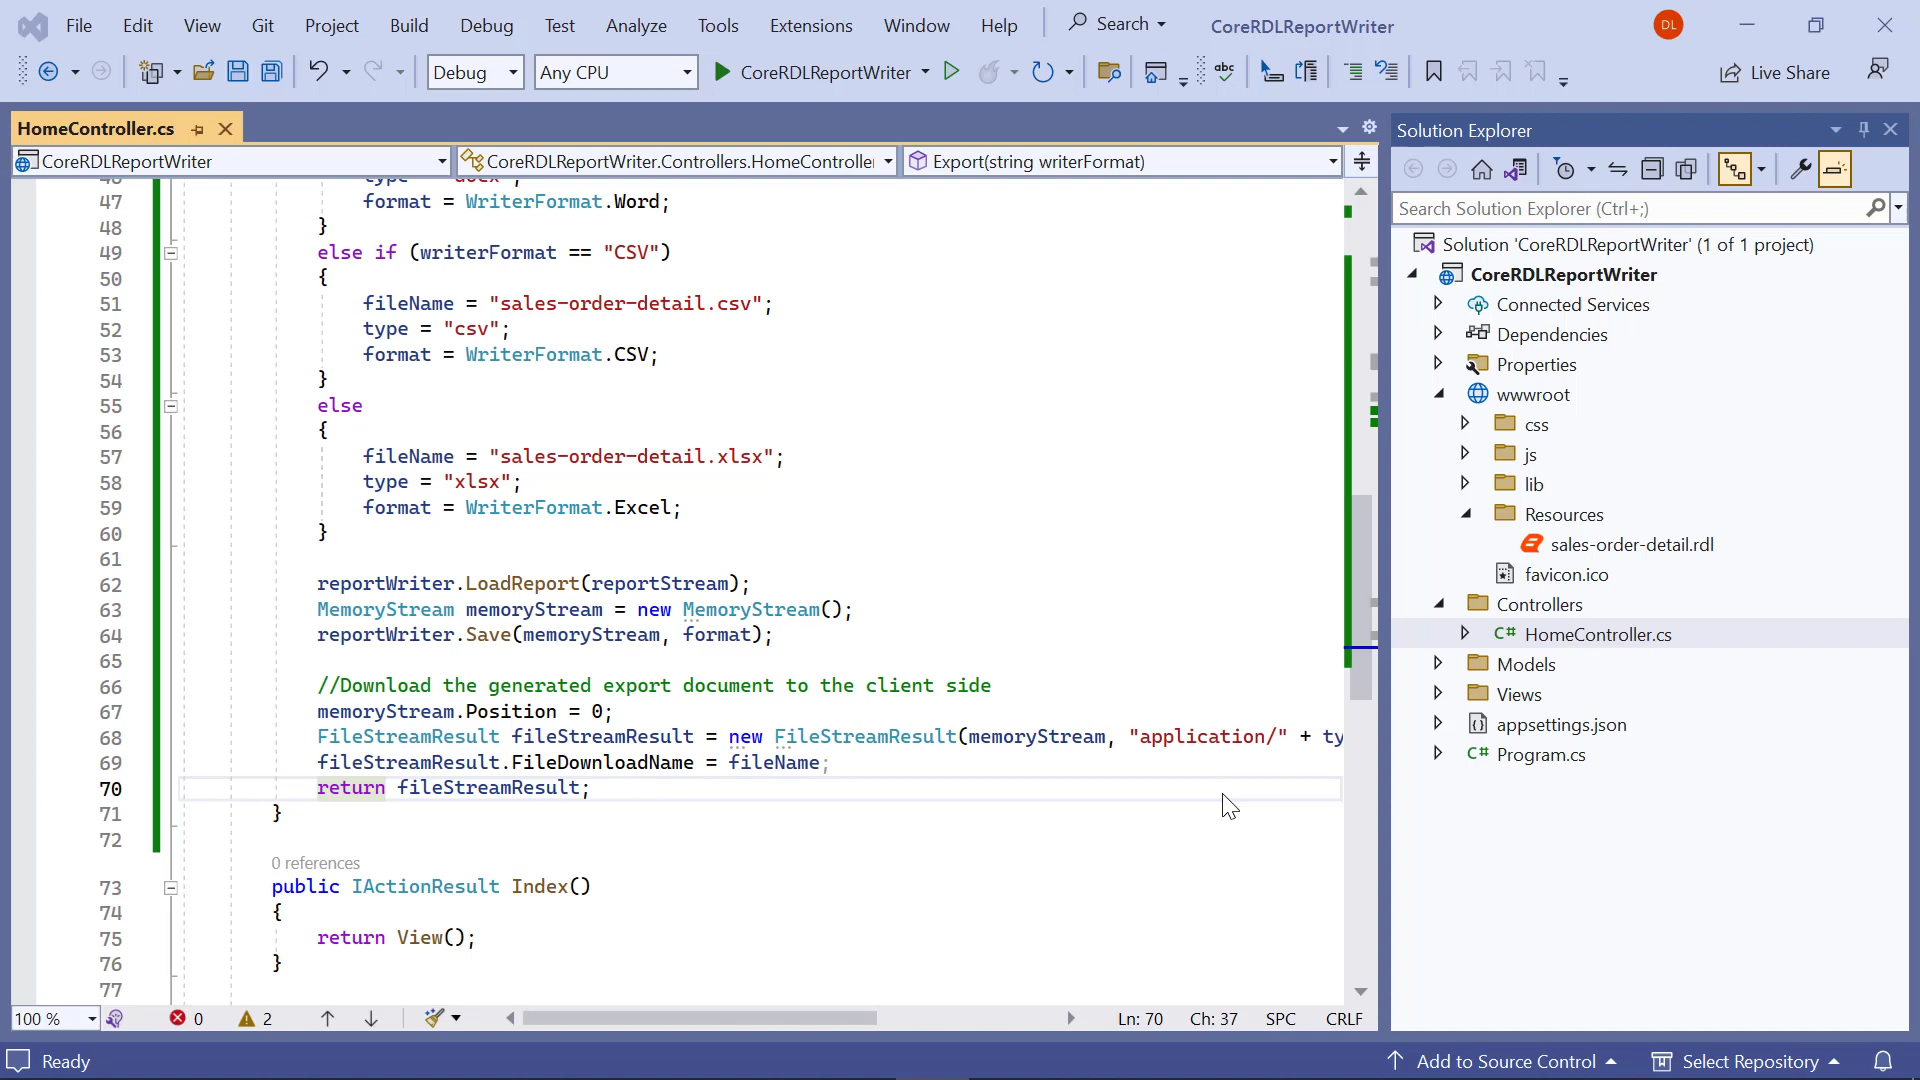 File Edit View Git Project Build Debug Test Analyze Tools Extensions Window Help Search CoreRDLReportWriter DL
Debug Any CPU CoreRDLReportWriter abc Live Share
HomeController.cs
CoreRDLReportWriter CoreRDLReportWriter.Controllers.HomeController Export(string writerFormat)
47 format = WriterFormat.Word;
48 }
49 else if (writerFormat == "CSV")
50 {
51 fileName = "sales-order-detail.csv";
52 type = "csv";
53 format = WriterFormat.CSV;
54 }
55 else
56 {
57 fileName = "sales-order-detail.xlsx";
58 type = "xlsx";
59 format = WriterFormat.Excel;
60 }
61
62 reportWriter.LoadReport(reportStream);
63 MemoryStream memoryStream = new MemoryStream();
64 reportWriter.Save(memoryStream, format);
65
66 //Download the generated export document to the client side
67 memoryStream.Position = 0;
68 FileStreamResult fileStreamResult = new FileStreamResult(memoryStream, "application/" + ty
69 fileStreamResult.FileDownloadName = fileName;
70 return fileStreamResult;
71 }
72
0 references
73 public IActionResult Index()
74 {
75 return View();
76 }
77
100 % 0 2 Ln: 70 Ch: 37 SPC CRLF
Solution Explorer
Search Solution Explorer (Ctrl+;)
Solution 'CoreRDLReportWriter' (1 of 1 project)
CoreRDLReportWriter
Connected Services
Dependencies
Properties
wwwroot
css
js
lib
Resources
sales-order-detail.rdl
favicon.ico
Controllers
C# HomeController.cs
Models
Views
appsettings.json
C# Program.cs
Ready Add to Source Control Select Repository